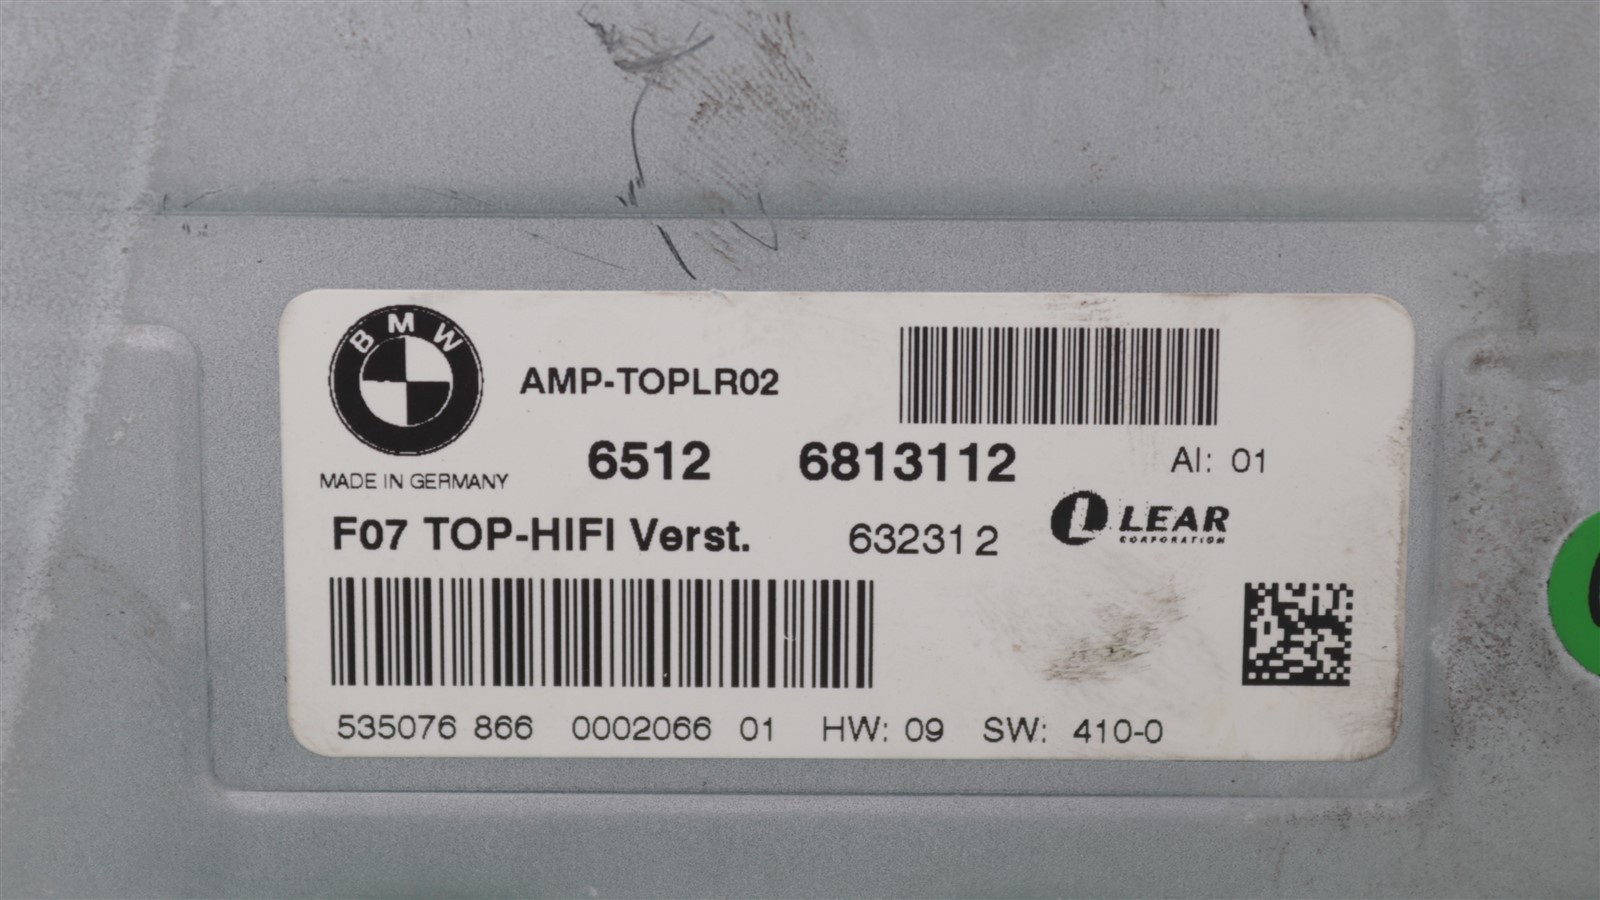 BMW
AMP-TOPLR02
6512 6813112
AI: 01
MADE IN GERMANY
F07 TOP-HIFI Verst.
632312
LEAR
CORPORATION
535076 866 0002066 01 HW: 09 SW: 410-0